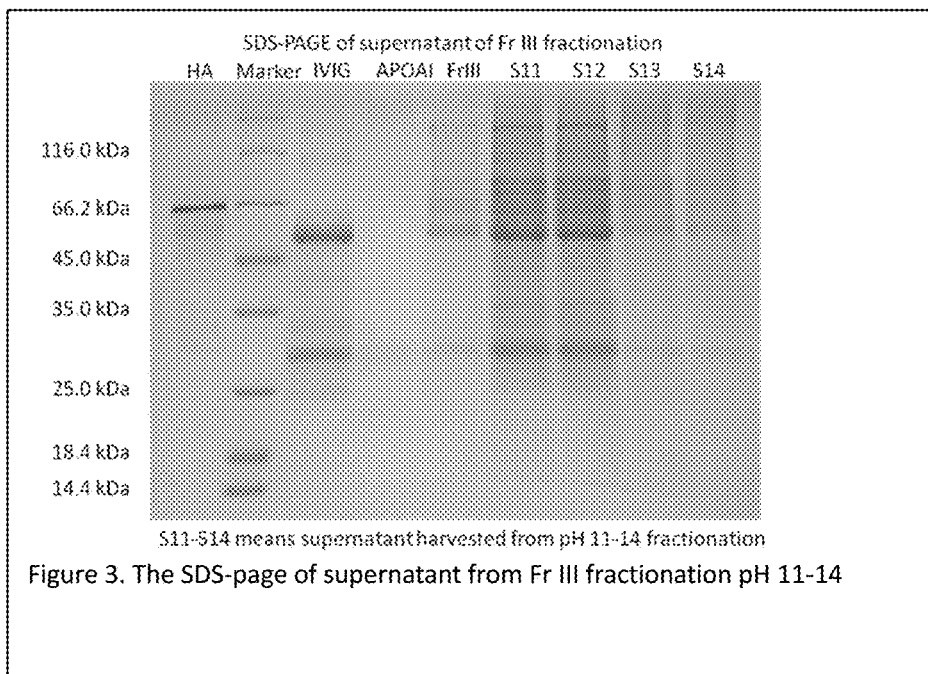 SDS-PAGE of supernatant of Fr III fractionation
HA Marker IVIG APOAI FrIII S11 S12 S13 S14
116.0 kDa
66.2 kDa
45.0 kDa
35.0 kDa
25.0 kDa
18.4 kDa
14.4 kDa
S11-S14 means supernatant harvested from pH 11-14 fractionation
Figure 3. The SDS-page of supernatant from Fr III fractionation pH 11-14